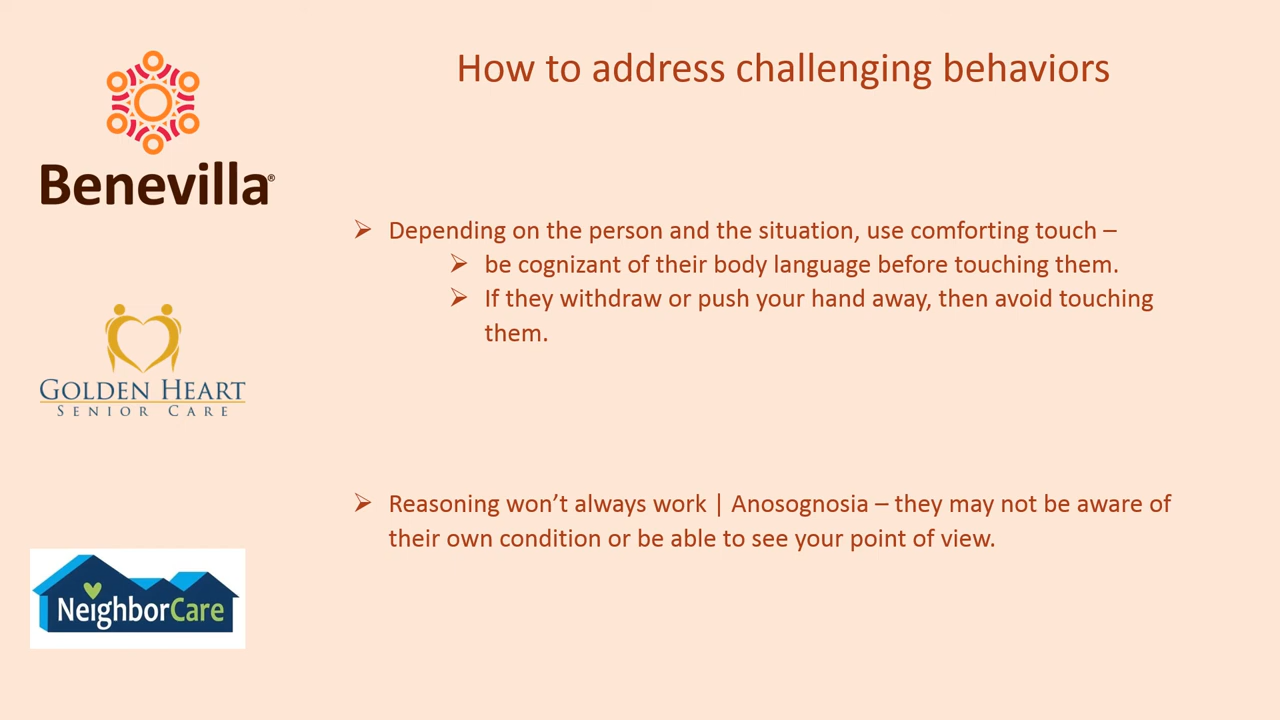 How to address challenging behaviors
Benevilla®
➢ Depending on the person and the situation, use comforting touch –
➢ be cognizant of their body language before touching them.
➢ If they withdraw or push your hand away, then avoid touching
them.
GOLDEN HEART
SENIOR CARE
➢ Reasoning won’t always work | Anosognosia – they may not be aware of
their own condition or be able to see your point of view.
NeighborCare